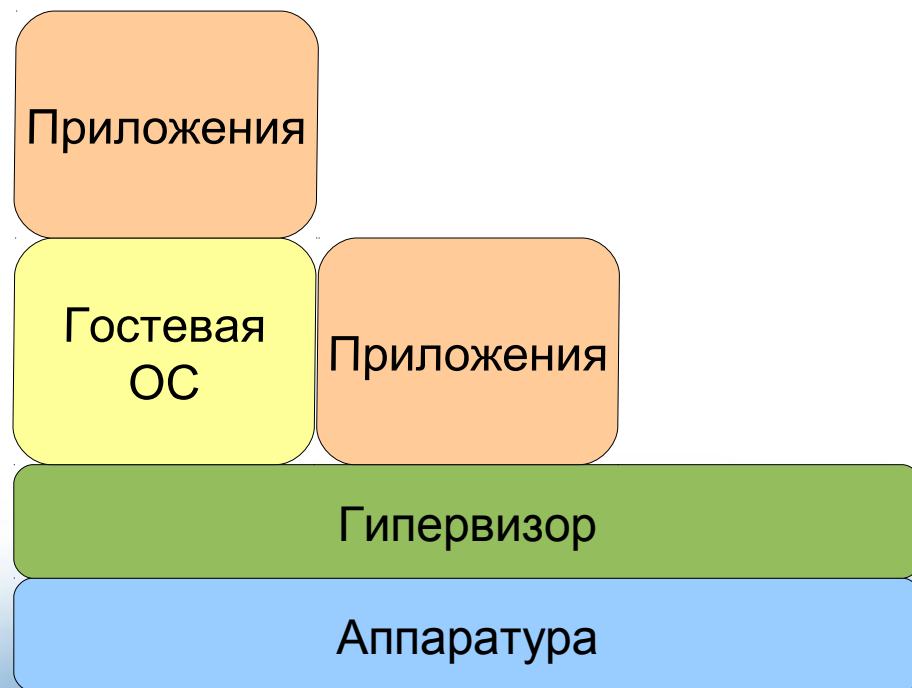 Приложения
Гостевая
ОС
Приложения
Гипервизор
Аппаратура